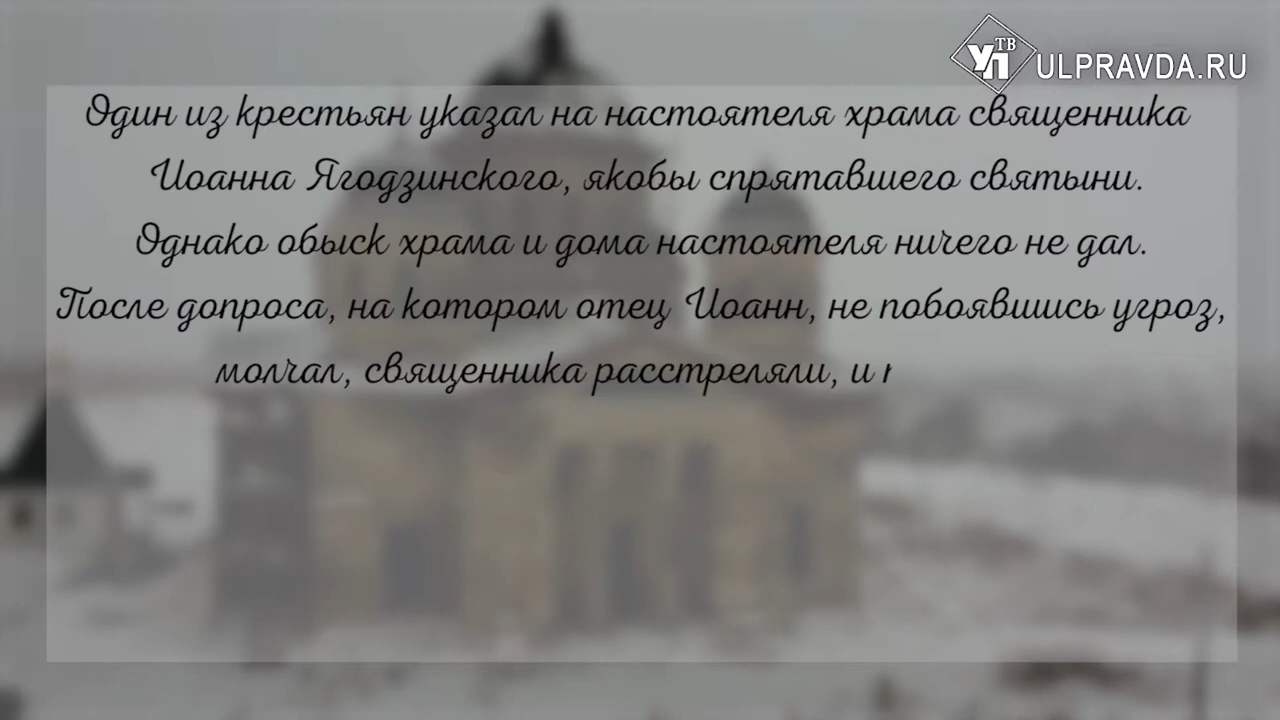 УП ТВ
ULPRAVDA.RU
Один из крестьян указал на настоятеля храма священника
Иоанна Ягодзинского, якобы спрятавшего святыни.
Однако обыск храма и дома настоятеля ничего не дал.
После допроса, на котором отец Иоанн, не побоявшись угроз,
молчал, священника расстреляли, и